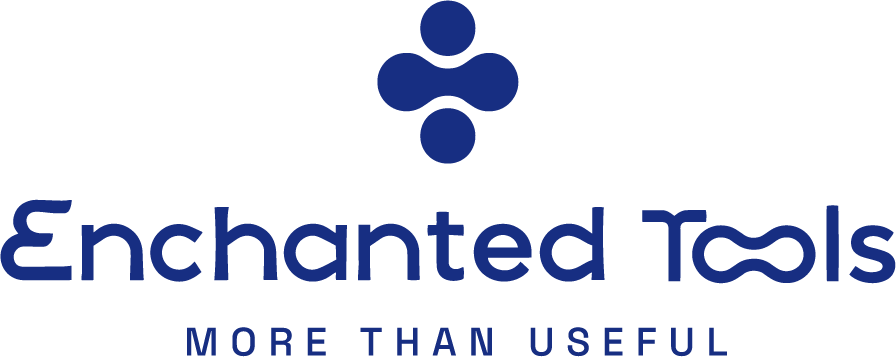 Enchanted Tools
MORE THAN USEFUL